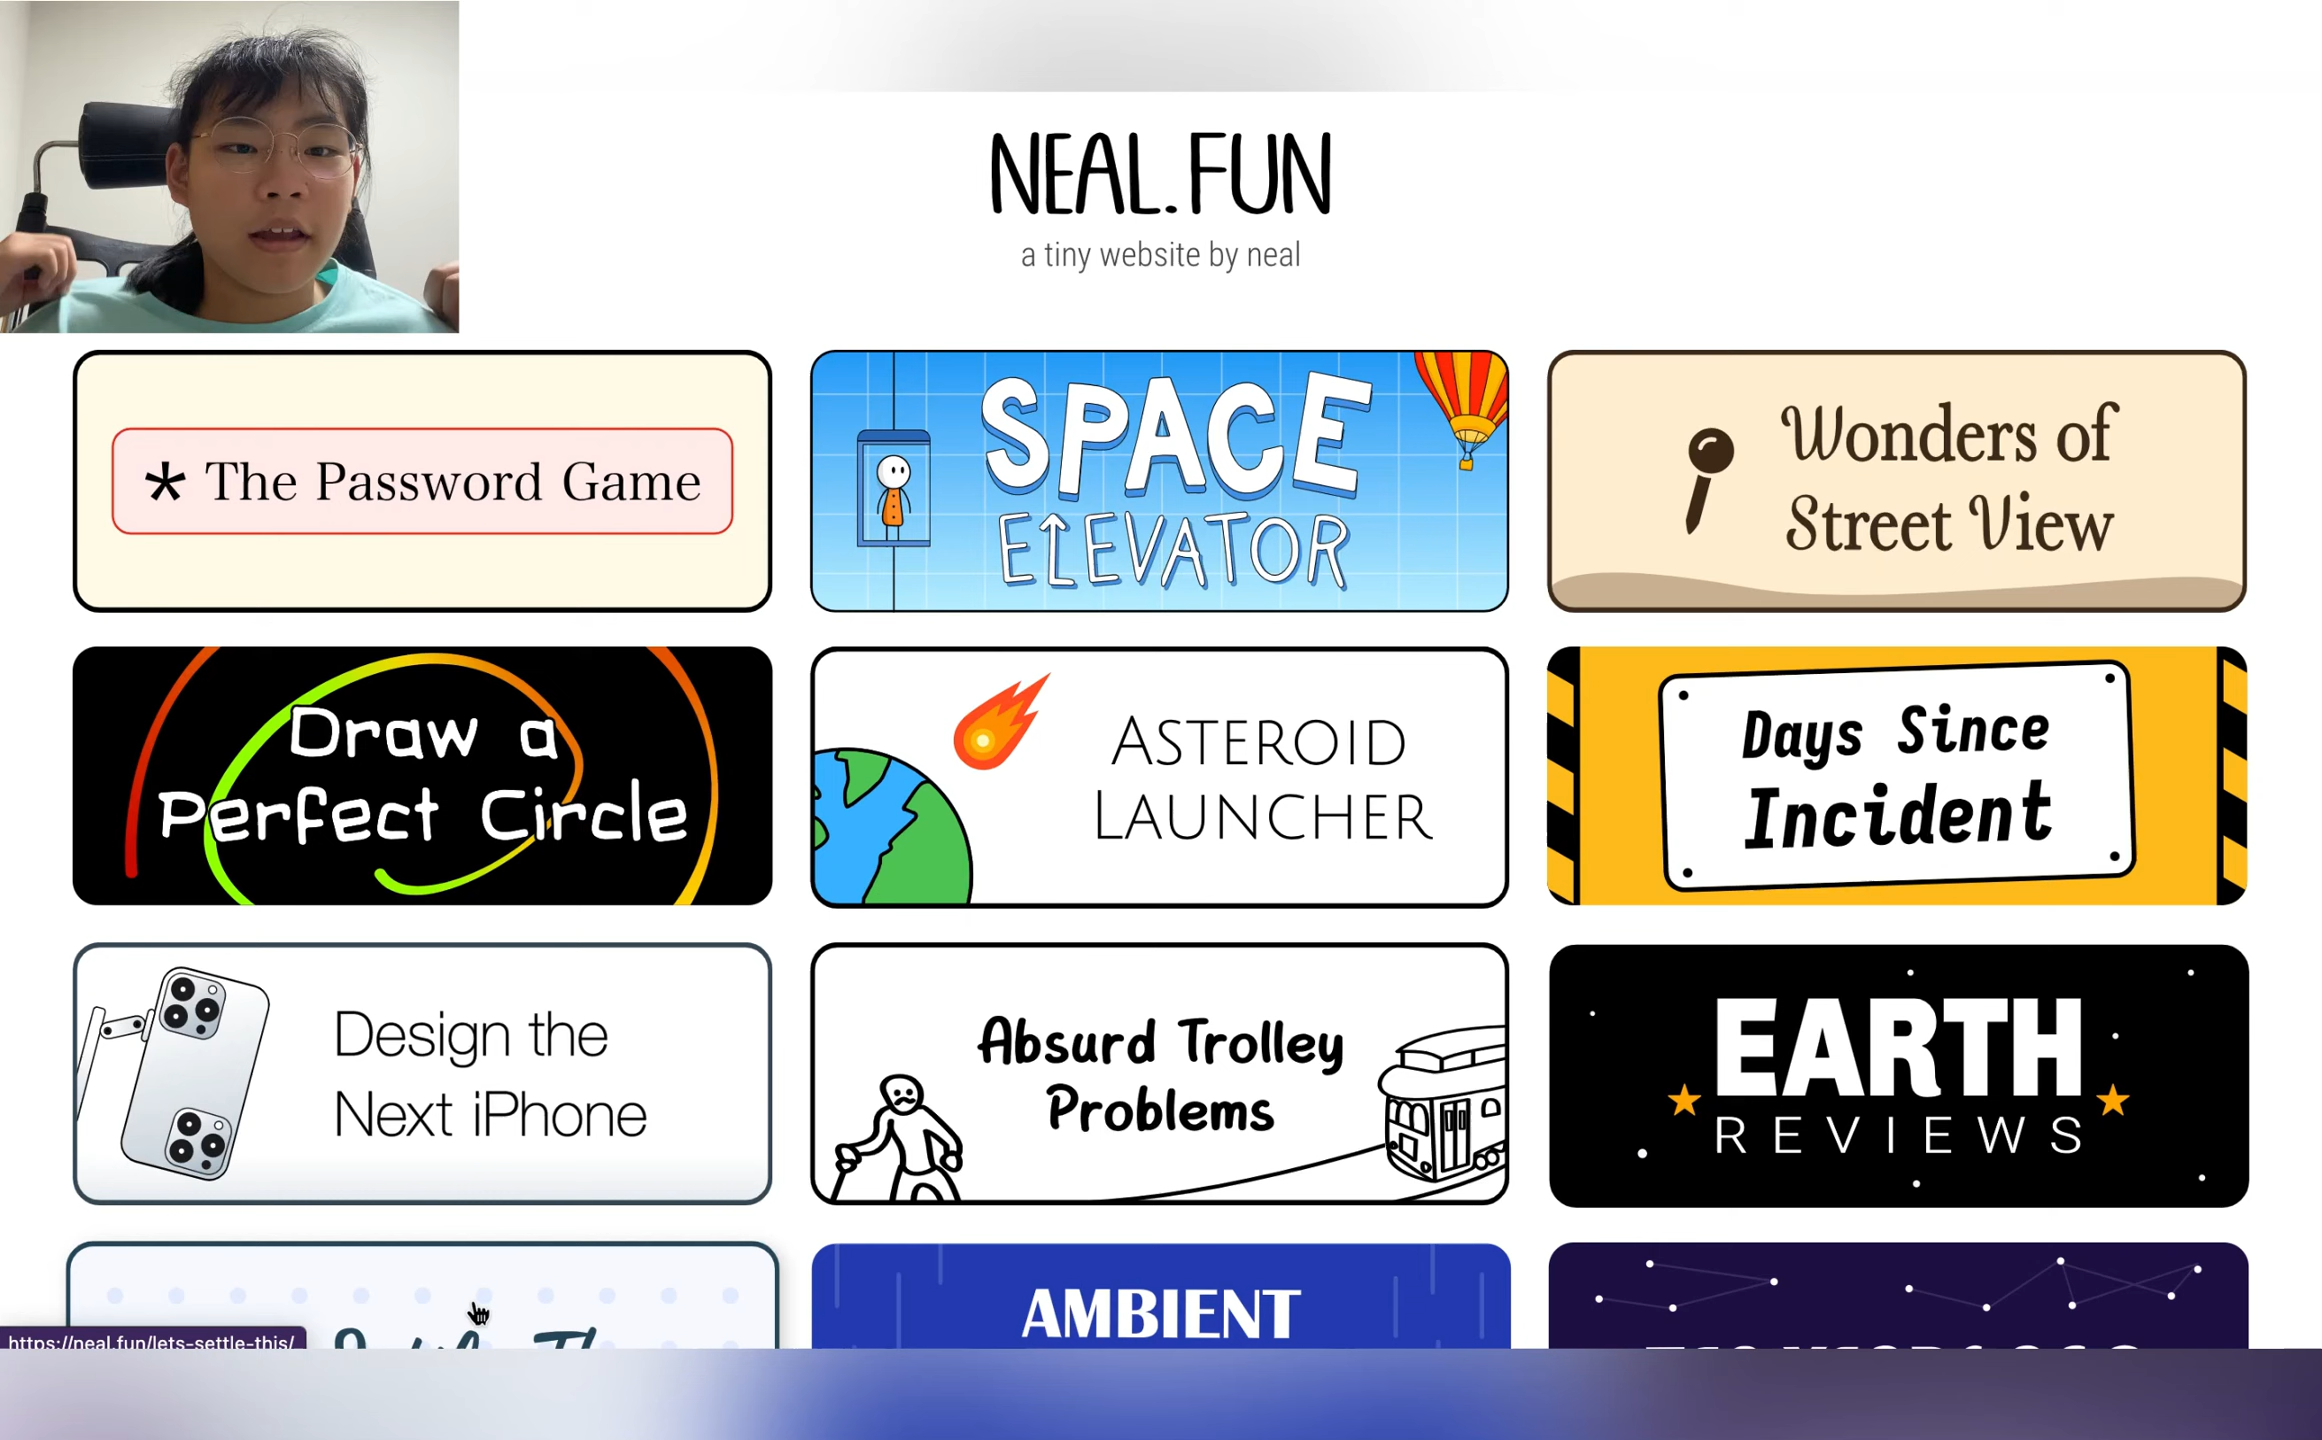 NEAL.FUN
a tiny website by neal
* The Password Game
SPACE
ELEVATOR
Wonders of
Street View
Draw a
Perfect Circle
ASTEROID
LAUNCHER
Days Since
Incident
Design the
Next iPhone
Absurd Trolley
Problems
EARTH
REVIEWS
AMBIENT
https://neal.fun/lets-settle-this/